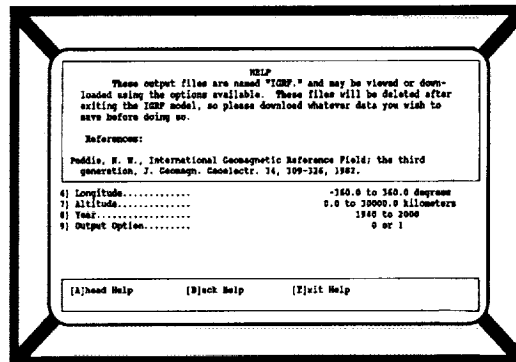 HELP
These output files are named "IGRF." and may be viewed or down-
loaded using the options available. These files will be deleted after
exiting the IGRF model, so please download whatever data you wish to
save before doing so.
References:
Peddie, N. W., International Geomagnetic Reference Field; the third
generation, J. Geomagn. Geoelectr. 34, 309-326, 1982.
6) Longitude.............. -360.0 to 360.0 degrees
7) Altitude............... 0.0 to 30000.0 kilometers
8) Year................... 1940 to 2000
9) Output Option......... 0 or 1
[A]head Help [B]ack Help [E]xit Help